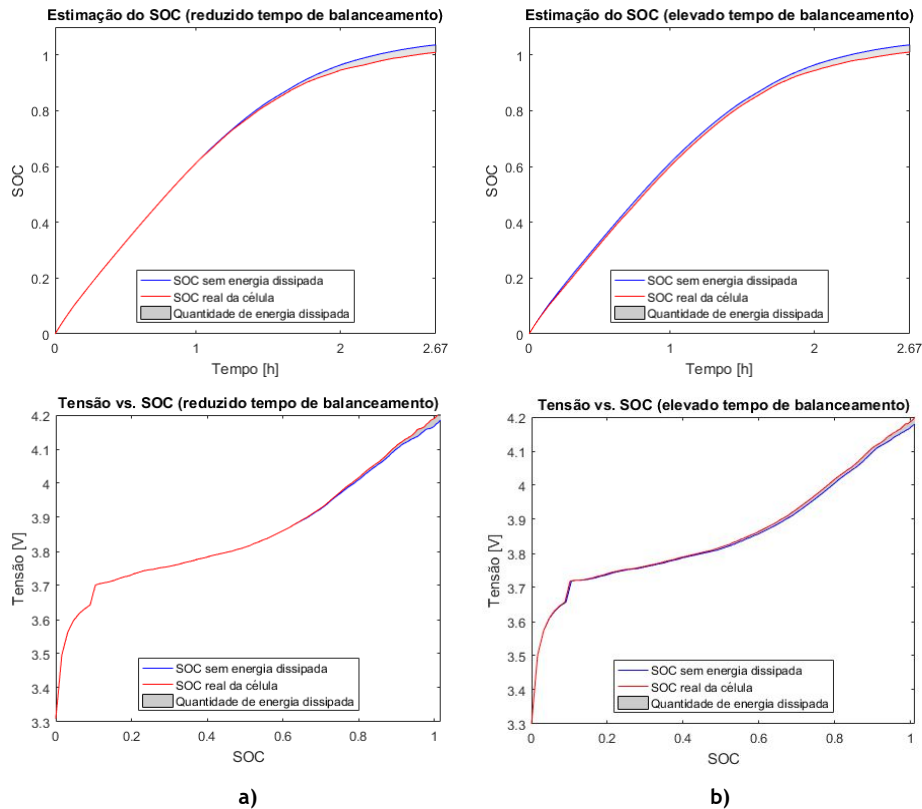 Estimação do SOC (reduzido tempo de balanceamento)
1
0.8
0.6
0.4
0.2
0
SOC
SOC sem energia dissipada
SOC real da célula
Quantidade de energia dissipada
0 1 2 2.67
Tempo [h]
Estimação do SOC (elevado tempo de balanceamento)
1
0.8
0.6
0.4
0.2
0
SOC
SOC sem energia dissipada
SOC real da célula
Quantidade de energia dissipada
0 1 2 2.67
Tempo [h]
Tensão vs. SOC (reduzido tempo de balanceamento)
4.2
4.1
4
3.9
3.8
3.7
3.6
3.5
3.4
3.3
Tensão [V]
SOC sem energia dissipada
SOC real da célula
Quantidade de energia dissipada
0 0.2 0.4 0.6 0.8 1
SOC
Tensão vs. SOC (elevado tempo de balanceamento)
4.2
4.1
4
3.9
3.8
3.7
3.6
3.5
3.4
3.3
Tensão [V]
SOC sem energia dissipada
SOC real da célula
Quantidade de energia dissipada
0 0.2 0.4 0.6 0.8 1
SOC
a)
b)